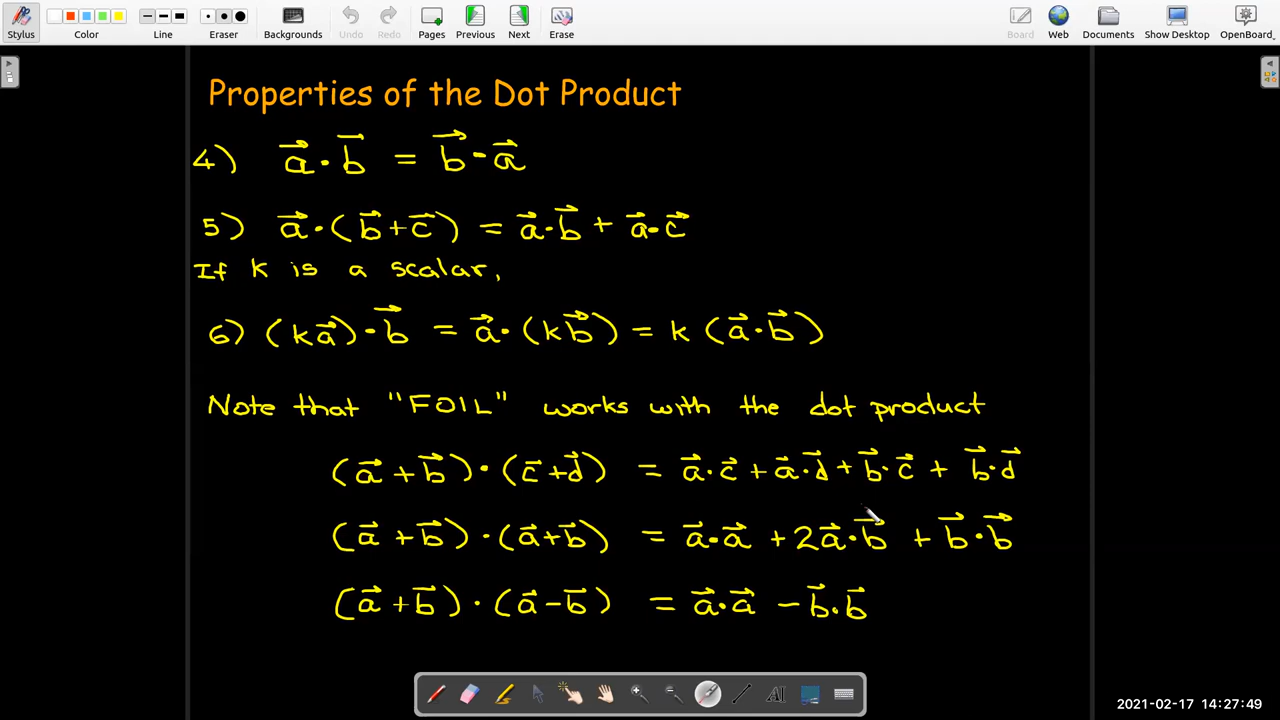 Stylus Color Line Eraser Backgrounds Undo Redo Pages Previous Next Erase Board Web Documents Show Desktop OpenBoard
Properties of the Dot Product
4) a⃗·b⃗ = b⃗·a⃗
5) a⃗·(b⃗+c⃗) = a⃗·b⃗ + a⃗·c⃗
If k is a scalar,
6) (ka⃗)·b⃗ = a⃗·(kb⃗) = k(a⃗·b⃗)
Note that "FOIL" works with the dot product
(a⃗+b⃗)·(c⃗+d⃗) = a⃗·c⃗+a⃗·d⃗+b⃗·c⃗+b⃗·d⃗
(a⃗+b⃗)·(a⃗+b⃗) = a⃗·a⃗+2a⃗·b⃗+b⃗·b⃗
(a⃗+b⃗)·(a⃗-b⃗) = a⃗·a⃗-b⃗·b⃗
AI
2021-02-17 14:27:49